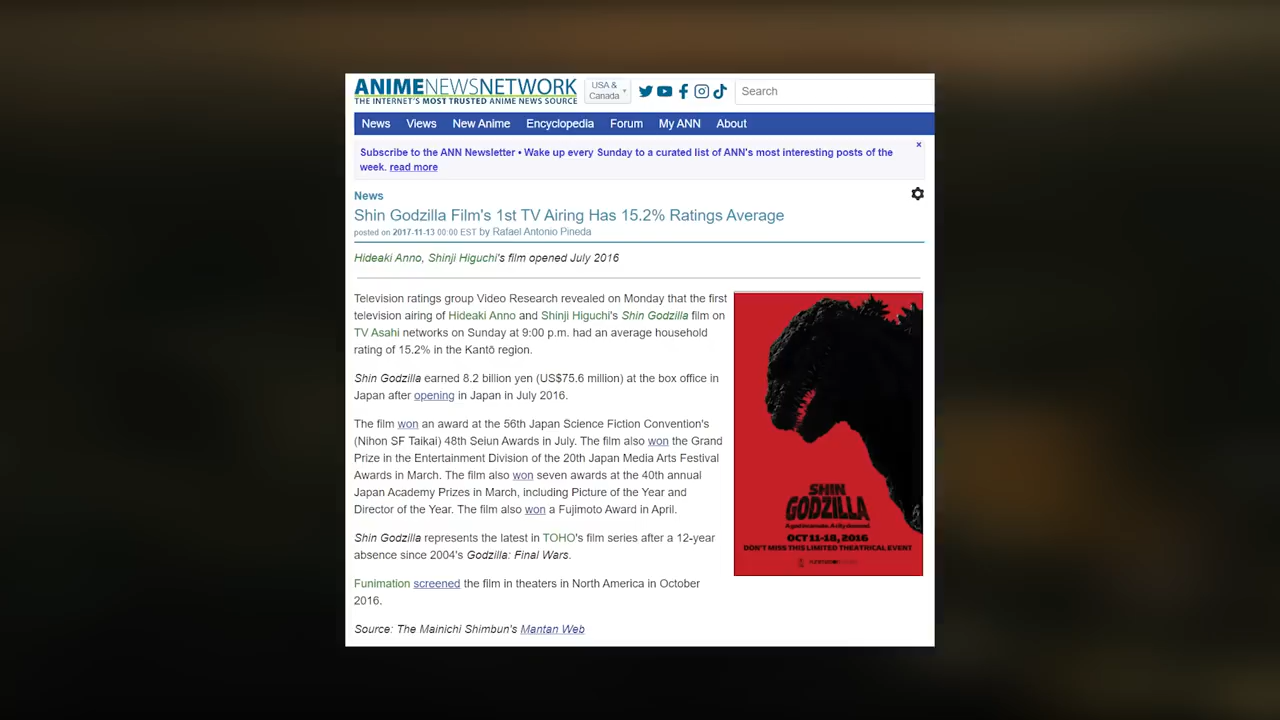 ANIMENEWSNETWORK
THE INTERNET'S MOST TRUSTED ANIME NEWS SOURCE
USA &
Canada
Search
News Views New Anime Encyclopedia Forum My ANN About
Subscribe to the ANN Newsletter • Wake up every Sunday to a curated list of ANN's most interesting posts of the
week. read more
×
News
Shin Godzilla Film's 1st TV Airing Has 15.2% Ratings Average
posted on 2017-11-13 00:00 EST by Rafael Antonio Pineda
Hideaki Anno, Shinji Higuchi's film opened July 2016
Television ratings group Video Research revealed on Monday that the first
television airing of Hideaki Anno and Shinji Higuchi's Shin Godzilla film on
TV Asahi networks on Sunday at 9:00 p.m. had an average household
rating of 15.2% in the Kantō region.
Shin Godzilla earned 8.2 billion yen (US$75.6 million) at the box office in
Japan after opening in Japan in July 2016.
The film won an award at the 56th Japan Science Fiction Convention's
(Nihon SF Taikai) 48th Seiun Awards in July. The film also won the Grand
Prize in the Entertainment Division of the 20th Japan Media Arts Festival
Awards in March. The film also won seven awards at the 40th annual
Japan Academy Prizes in March, including Picture of the Year and
Director of the Year. The film also won a Fujimoto Award in April.
Shin Godzilla represents the latest in TOHO's film series after a 12-year
absence since 2004's Godzilla: Final Wars.
Funimation screened the film in theaters in North America in October
2016.
Source: The Mainichi Shimbun's Mantan Web
SHIN
GODZILLA
A god incarnate. A city doomed.
OCT 11-18, 2016
DON'T MISS THIS LIMITED THEATRICAL EVENT